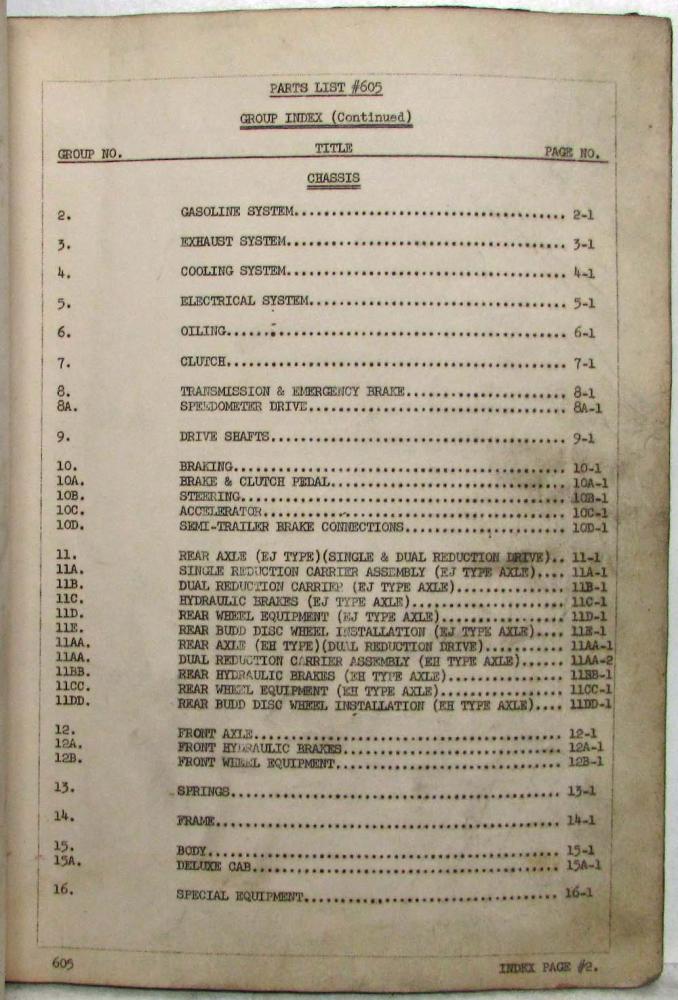 PARTS LIST #605
GROUP INDEX (Continued)
GROUP NO. TITLE PAGE NO.
CHASSIS
2. GASOLINE SYSTEM........................................ 2-1
3. EXHAUST SYSTEM......................................... 3-1
4. COOLING SYSTEM......................................... 4-1
5. ELECTRICAL SYSTEM...................................... 5-1
6. OILING................................................. 6-1
7. CLUTCH................................................. 7-1
8. TRANSMISSION & EMERGENCY BRAKE........................ 8-1
8A. SPEEDOMETER DRIVE...................................... 8A-1
9. DRIVE SHAFTS........................................... 9-1
10. BRAKING................................................ 10-1
10A. BRAKE & CLUTCH PEDAL................................... 10A-1
10B. STEERING............................................... 10B-1
10C. ACCELERATOR............................................ 10C-1
10D. SEMI-TRAILER BRAKE CONNECTIONS........................ 10D-1
11. REAR AXLE (EJ TYPE)(SINGLE & DUAL REDUCTION DRIVE).. 11-1
11A. SINGLE REDUCTION CARRIER ASSEMBLY (EJ TYPE AXLE).... 11A-1
11B. DUAL REDUCTION CARRIER (EJ TYPE AXLE)................ 11B-1
11C. HYDRAULIC BRAKES (EJ TYPE AXLE)...................... 11C-1
11D. REAR WHEEL EQUIPMENT (EJ TYPE AXLE).................. 11D-1
11E. REAR BUDD DISC WHEEL INSTALLATION (EJ TYPE AXLE).... 11E-1
11AA. REAR AXLE (EH TYPE)(DUAL REDUCTION DRIVE)............ 11AA-1
11AA. DUAL REDUCTION CARRIER ASSEMBLY (EH TYPE AXLE)...... 11AA-2
11BB. REAR HYDRAULIC BRAKES (EH TYPE AXLE)................. 11BB-1
11CC. REAR WHEEL EQUIPMENT (EH TYPE AXLE).................. 11CC-1
11DD. REAR BUDD DISC WHEEL INSTALLATION (EH TYPE AXLE).... 11DD-1
12. FRONT AXLE............................................. 12-1
12A. FRONT HYDRAULIC BRAKES................................ 12A-1
12B. FRONT WHEEL EQUIPMENT................................. 12B-1
13. SPRINGS................................................ 13-1
14. FRAME.................................................. 14-1
15. BODY................................................... 15-1
15A. DELUXE CAB............................................. 15A-1
16. SPECIAL EQUIPMENT...................................... 16-1
605 INDEX PAGE #2.